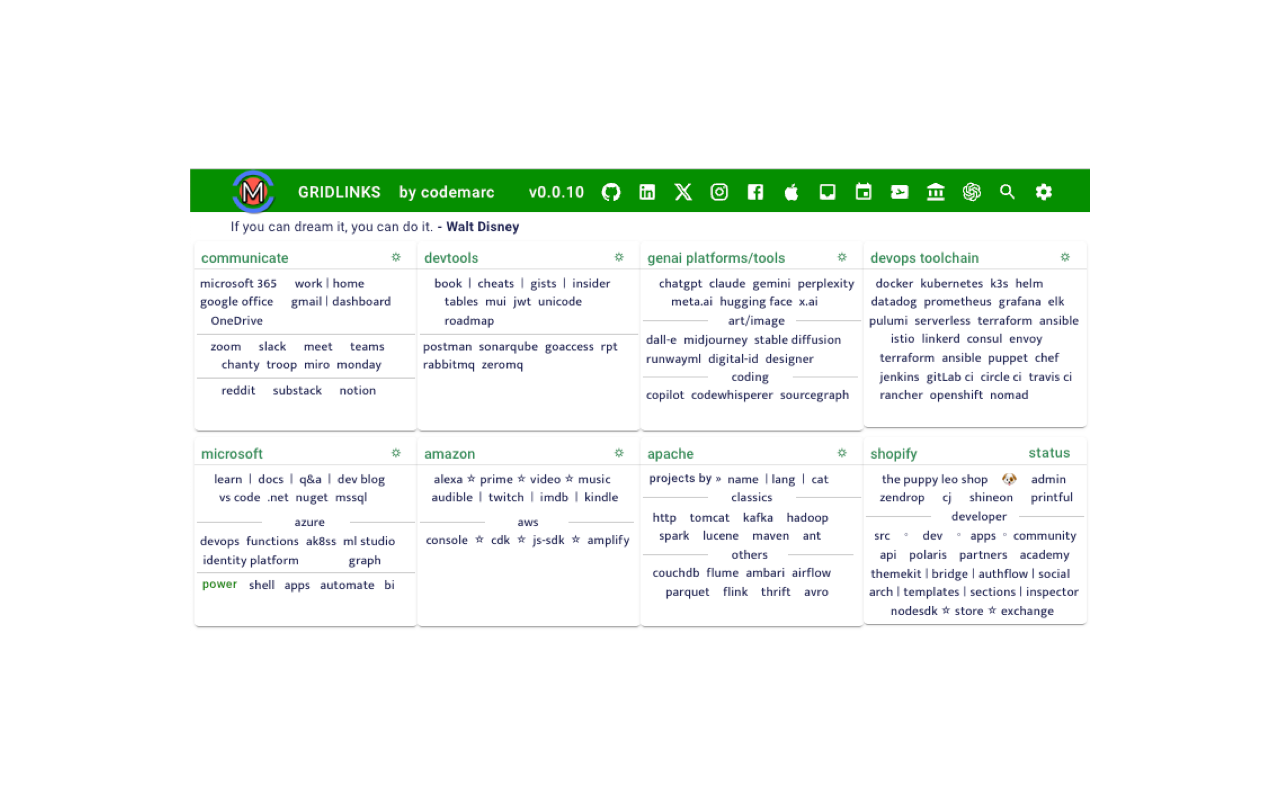 M GRIDLINKS by codemarc v0.0.10
If you can dream it, you can do it. - Walt Disney
communicate
microsoft 365 work | home
google office gmail | dashboard
OneDrive
zoom slack meet teams
chanty troop miro monday
reddit substack notion
devtools
book | cheats | gists | insider
tables mui jwt unicode
roadmap
postman sonarqube goaccess rpt
rabbitmq zeromq
genai platforms/tools
chatgpt claude gemini perplexity
meta.ai hugging face x.ai
art/image
dall-e midjourney stable diffusion
runwayml digital-id designer
coding
copilot codewhisperer sourcegraph
devops toolchain
docker kubernetes k3s helm
datadog prometheus grafana elk
pulumi serverless terraform ansible
istio linkerd consul envoy
terraform ansible puppet chef
jenkins gitLab ci circle ci travis ci
rancher openshift nomad
microsoft
learn | docs | q&a | dev blog
vs code .net nuget mssql
azure
devops functions ak8ss ml studio
identity platform graph
power shell apps automate bi
amazon
alexa ☆ prime ☆ video ☆ music
audible | twitch | imdb | kindle
aws
console ☆ cdk ☆ js-sdk ☆ amplify
apache
projects by » name | lang | cat
classics
http tomcat kafka hadoop
spark lucene maven ant
others
couchdb flume ambari airflow
parquet flink thrift avro
shopify status
the puppy leo shop 🐶 admin
zendrop cj shineon printful
developer
src ◦ dev ◦ apps ◦ community
api polaris partners academy
themekit | bridge | authflow | social
arch | templates | sections | inspector
nodesdk ☆ store ☆ exchange